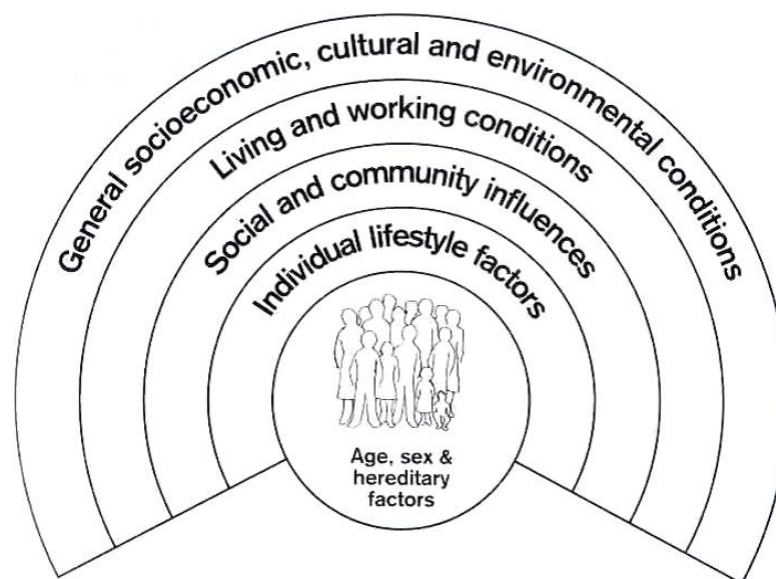 General socioeconomic, cultural and environmental conditions
Living and working conditions
Social and community influences
Individual lifestyle factors
Age, sex &
hereditary
factors